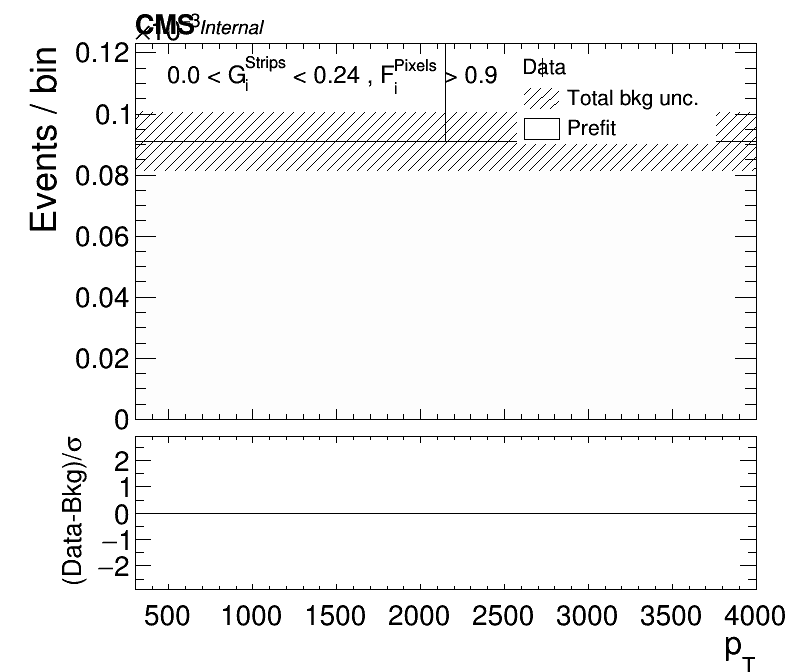 CMS Internal
×10³
0.0 < G_i^Strips < 0.24 , F_i^Pixels > 0.9
Data
Total bkg unc.
Prefit
Events / bin
0.12
0.1
0.08
0.06
0.04
0.02
0
(Data-Bkg)/σ
2
1
0
−1
−2
500 1000 1500 2000 2500 3000 3500 4000
p_T